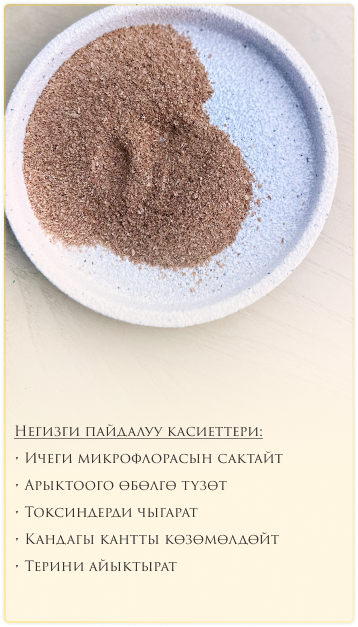 Негизги пайдалуу касиеттери:
• Ичеги микрофлорасын сактайт
• Арыктоого өбөлгө түзөт
• Токсиндерди чыгарат
• Кандагы кантты көзөмөлдөйт
• Терини айыктырат